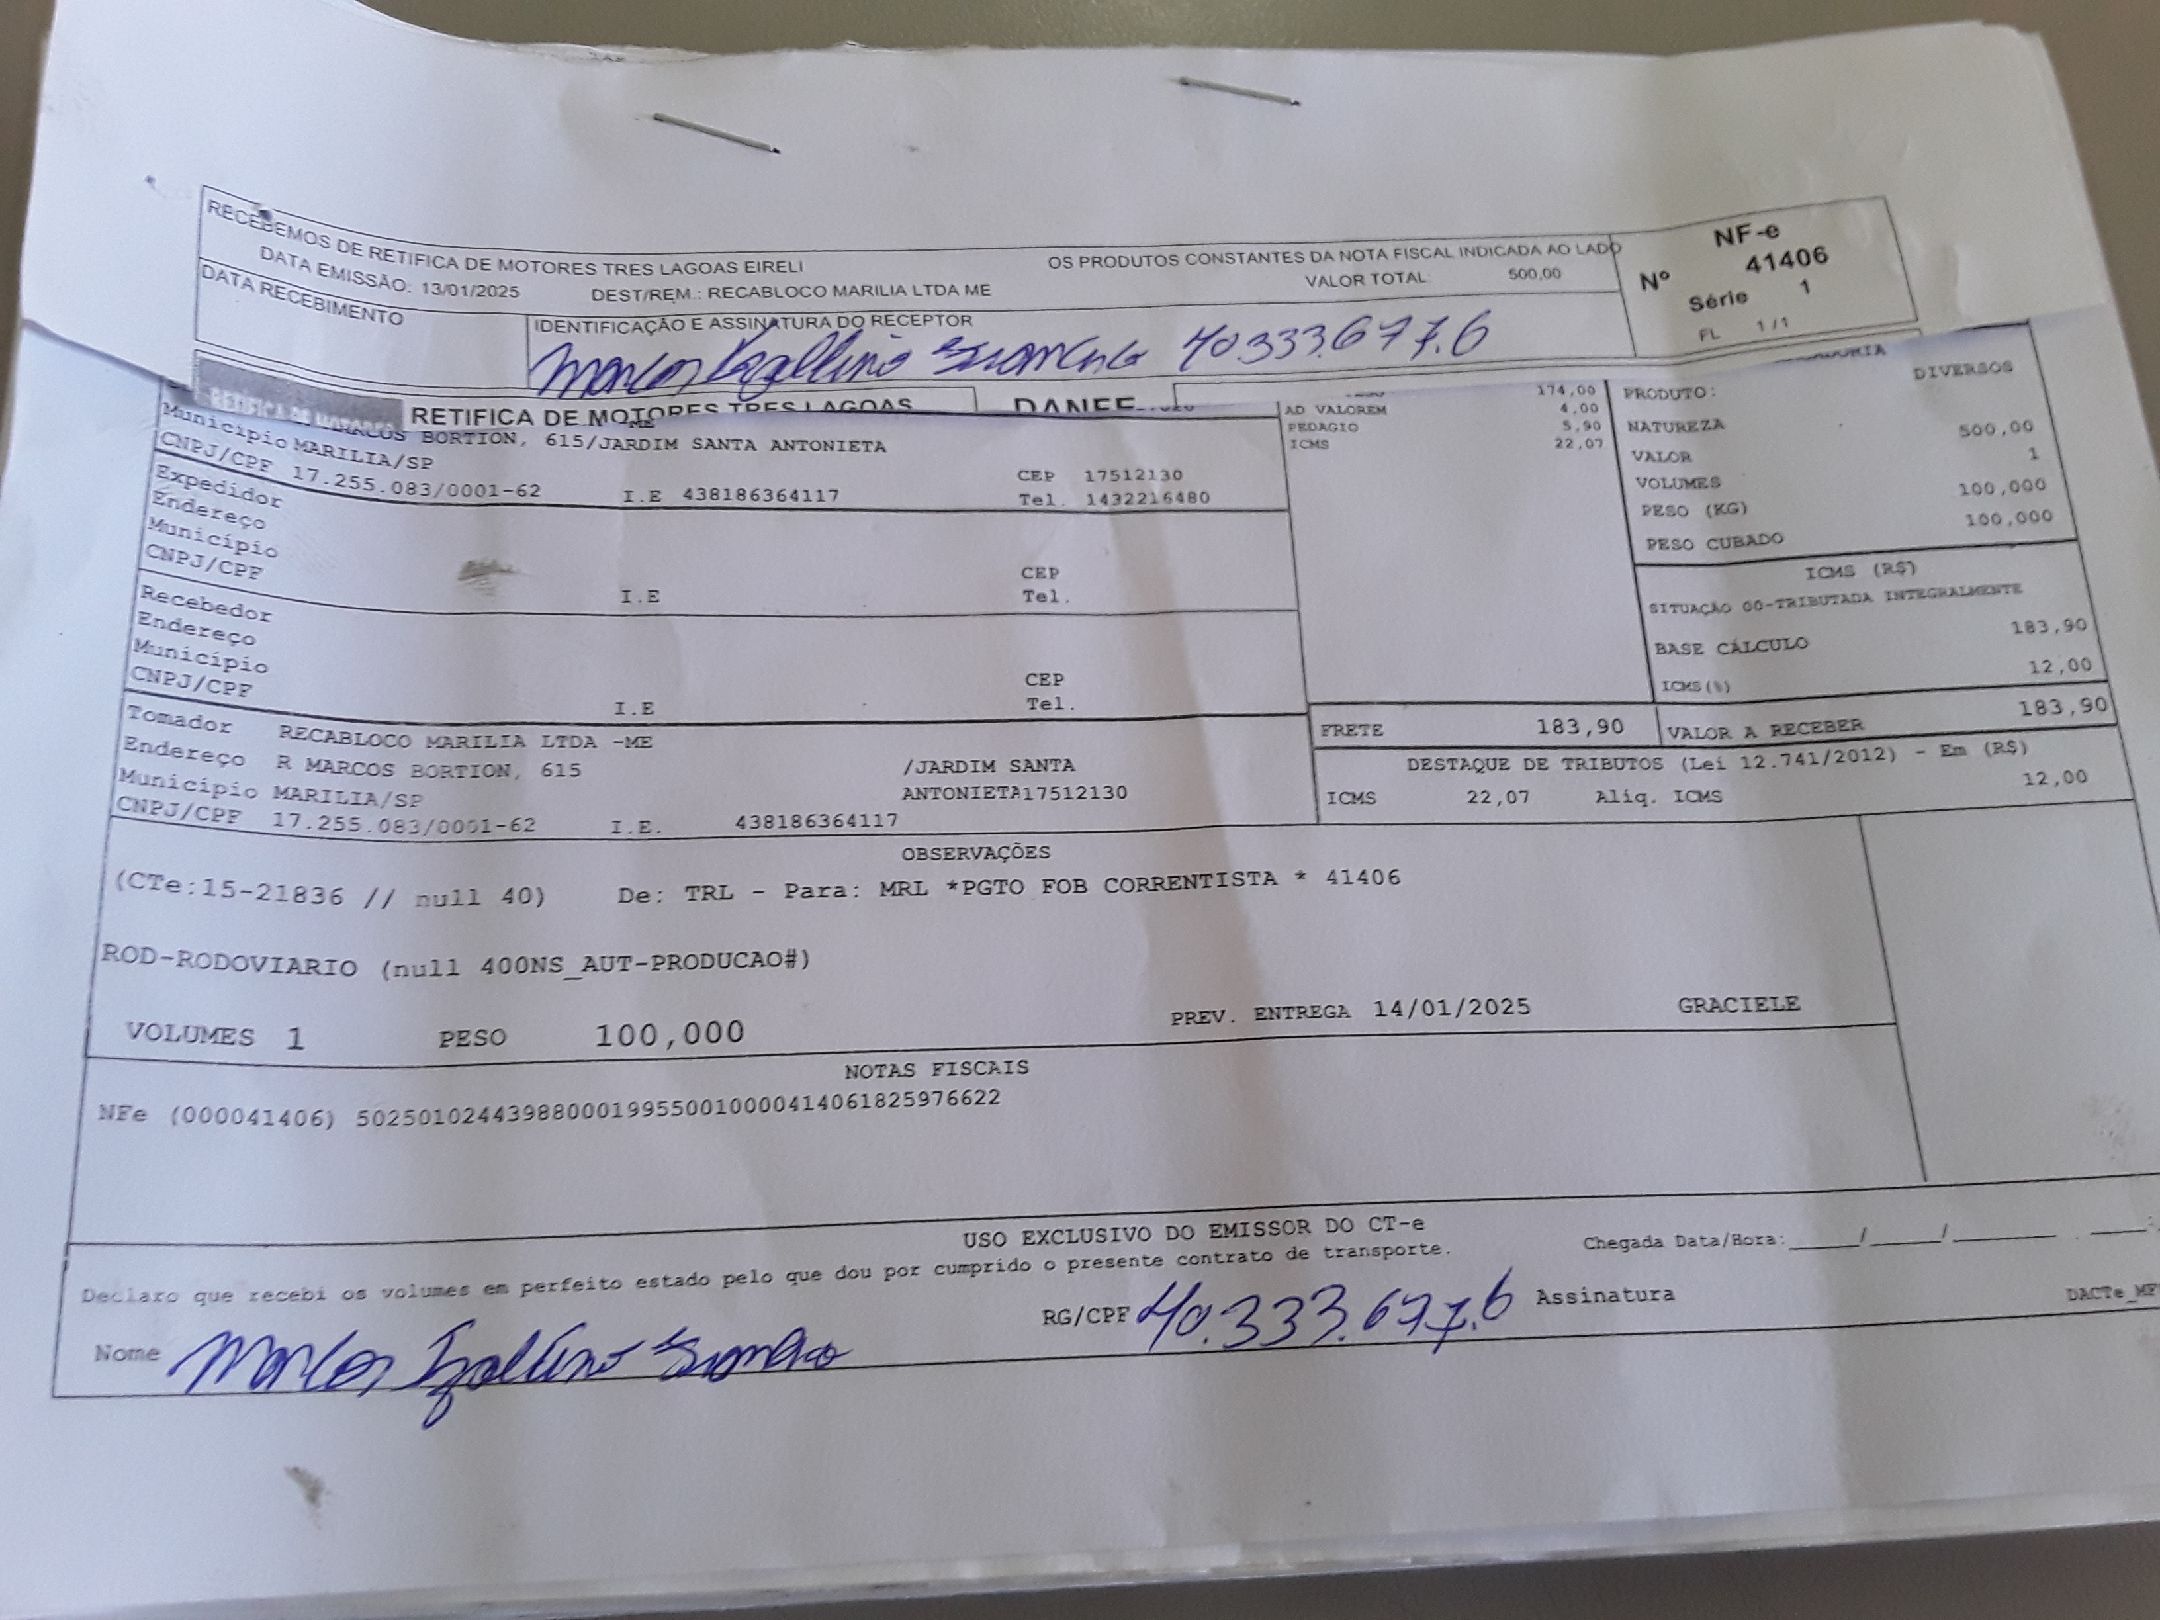 RECEBEMOS DE RETIFICA DE MOTORES TRES LAGOAS EIRELI OS PRODUTOS CONSTANTES DA NOTA FISCAL INDICADA AO LADO
DATA EMISSÃO: 13/01/2025 DEST/REM.: RECABLOCO MARILIA LTDA ME VALOR TOTAL: 500,00
NF-e
Nº 41406
Série 1
FL 1/1
DATA RECEBIMENTO IDENTIFICAÇÃO E ASSINATURA DO RECEPTOR
Marcos 40.333.677.6
RETIFICA DE MOTORES TRES LAGOAS DANFE
MARCOS BORTION, 615/JARDIM SANTA ANTONIETA
Município MARILIA/SP CEP 17512130
CNPJ/CPF 17.255.083/0001-62 I.E 438186364117 Tel. 1432216480
Expedidor
Endereço
Município CEP
CNPJ/CPF I.E Tel.
Recebedor
Endereço
Município CEP
CNPJ/CPF I.E Tel.
Tomador RECABLOCO MARILIA LTDA -ME
Endereço R MARCOS BORTION, 615 /JARDIM SANTA
Município MARILIA/SP ANTONIETA17512130
CNPJ/CPF 17.255.083/0001-62 I.E. 438186364117
174,00
AD VALOREM 4,00
PEDAGIO 5,90
ICMS 22,07
FRETE 183,90
PRODUTO: DIVERSOS
NATUREZA
VALOR 500,00
VOLUMES 1
PESO (KG) 100,000
PESO CUBADO 100,000
ICMS (R$)
SITUAÇÃO 00-TRIBUTADA INTEGRALMENTE
BASE CÁLCULO 183,90
ICMS(%) 12,00
VALOR A RECEBER 183,90
DESTAQUE DE TRIBUTOS (Lei 12.741/2012) - Em (R$)
ICMS 22,07 Aliq. ICMS 12,00
OBSERVAÇÕES
(CTe:15-21836 // null 40) De: TRL - Para: MRL *PGTO FOB CORRENTISTA * 41406
ROD-RODOVIARIO (null 400NS_AUT-PRODUCAO#)
VOLUMES 1 PESO 100,000 PREV. ENTREGA 14/01/2025 GRACIELE
NOTAS FISCAIS
NFe (000041406) 50250102443988000199550010000414061825976622
USO EXCLUSIVO DO EMISSOR DO CT-e
Declaro que recebi os volumes em perfeito estado pelo que dou por cumprido o presente contrato de transporte. Chegada Data/Hora:_____/_____/_______ ____:
Nome Marcos RG/CPF 40.333.677.6 Assinatura